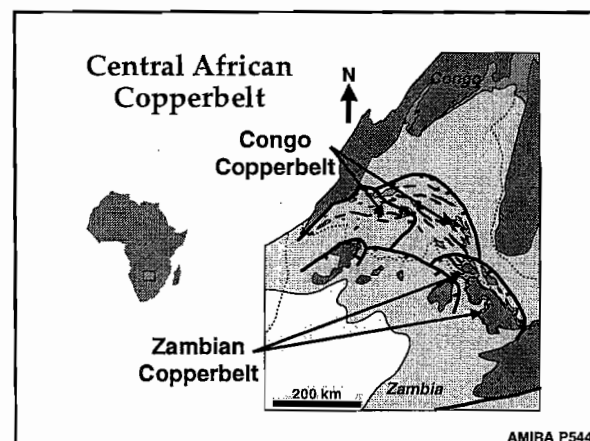 Central African
Copperbelt
N
Congo
Congo
Copperbelt
Zambian
Copperbelt
200 km
Zambia
AMIRA P544